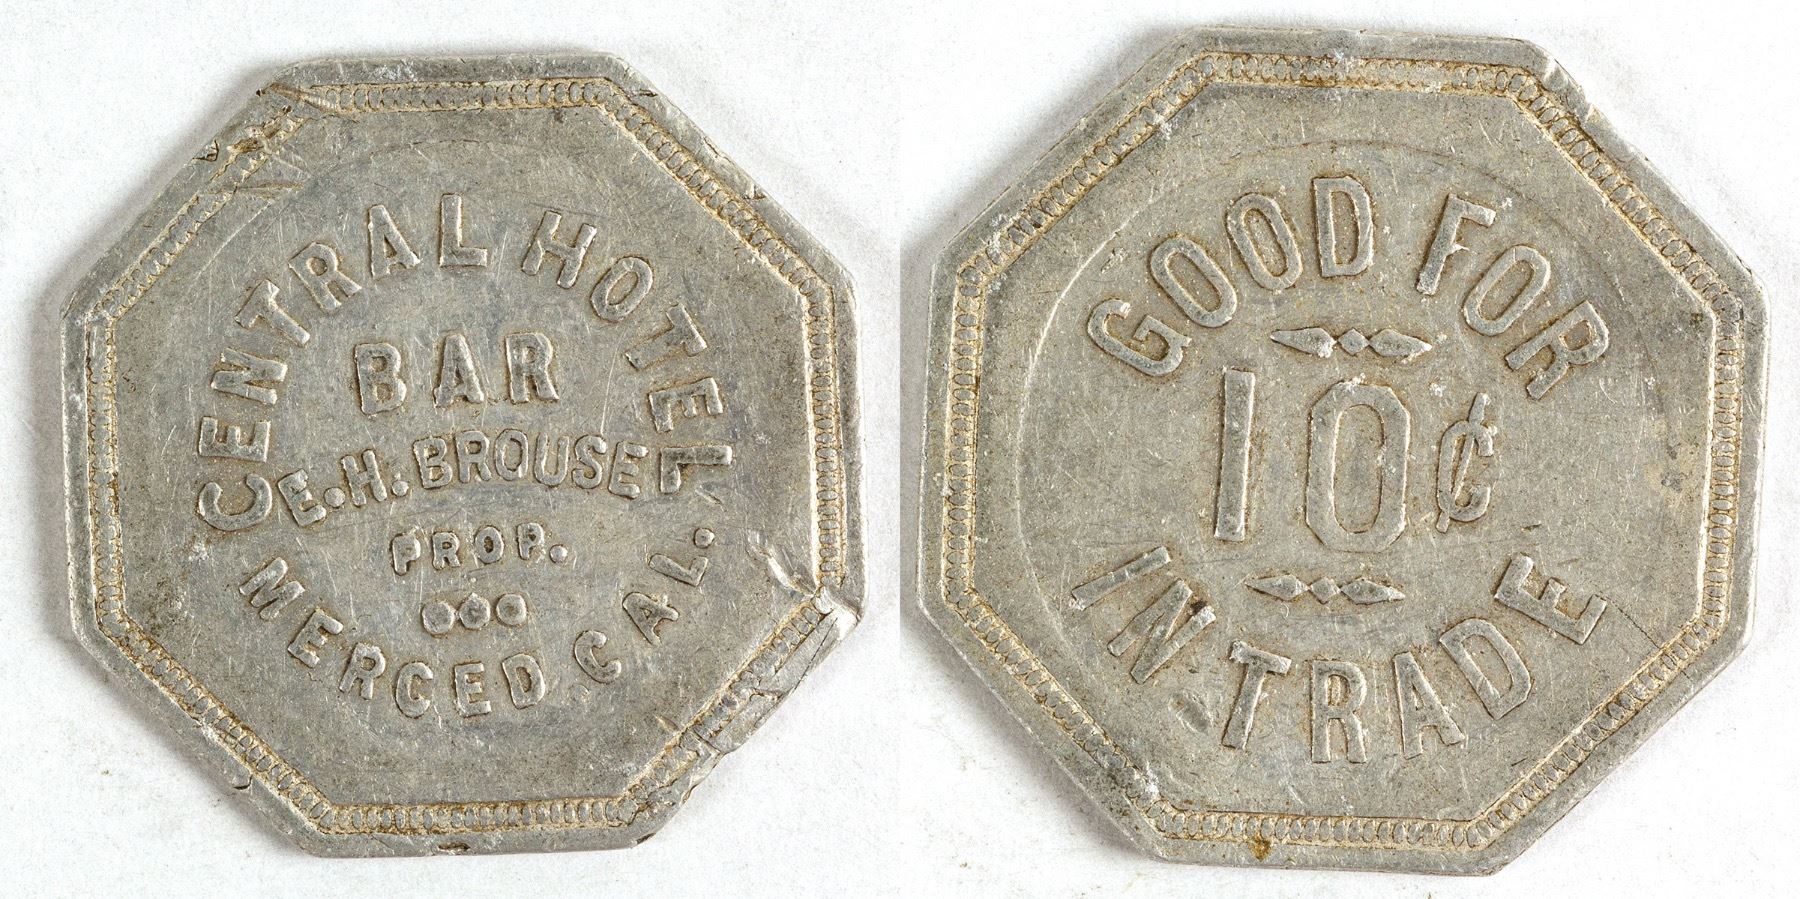 CENTRAL HOTEL
BAR
E.H. BROUSE
PROP.
MERCED CAL.
GOOD FOR
10¢
IN TRADE